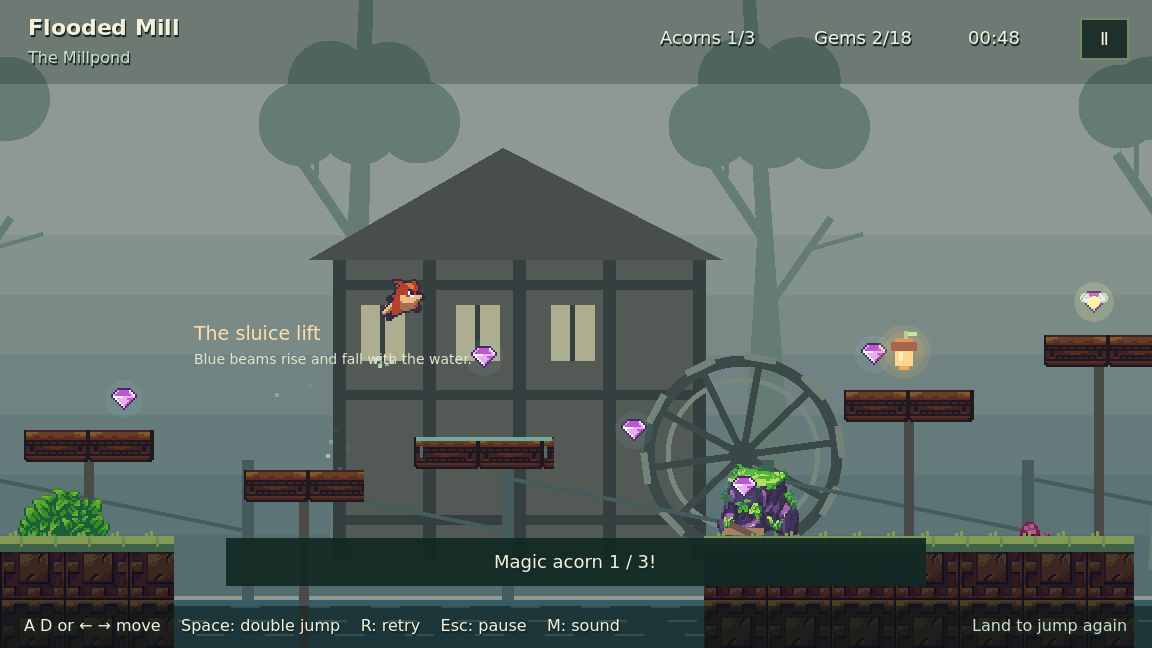 Flooded Mill
The Millpond
Acorns 1/3 Gems 2/18 00:48
The sluice lift
Blue beams rise and fall with the water.
Magic acorn 1 / 3!
A D or ← → move Space: double jump R: retry Esc: pause M: sound
Land to jump again